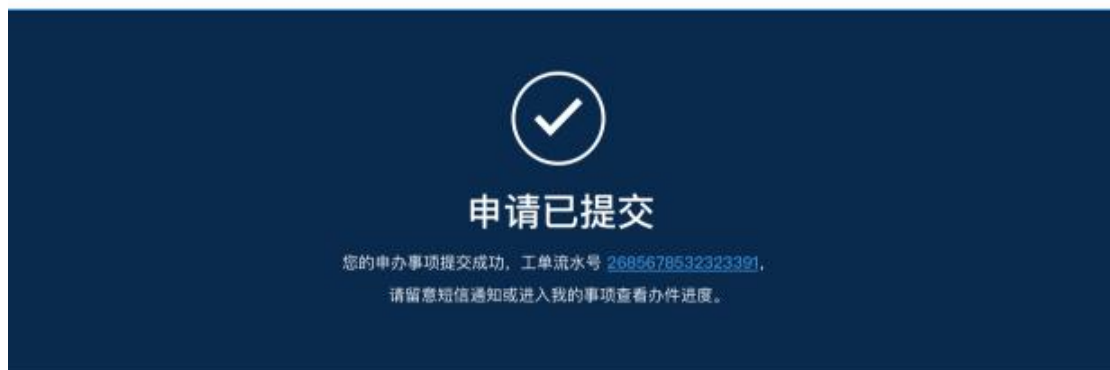 申请已提交
您的申办事项提交成功，工单流水号 2685678532323391，
请留意短信通知或进入我的事项查看办件进度。